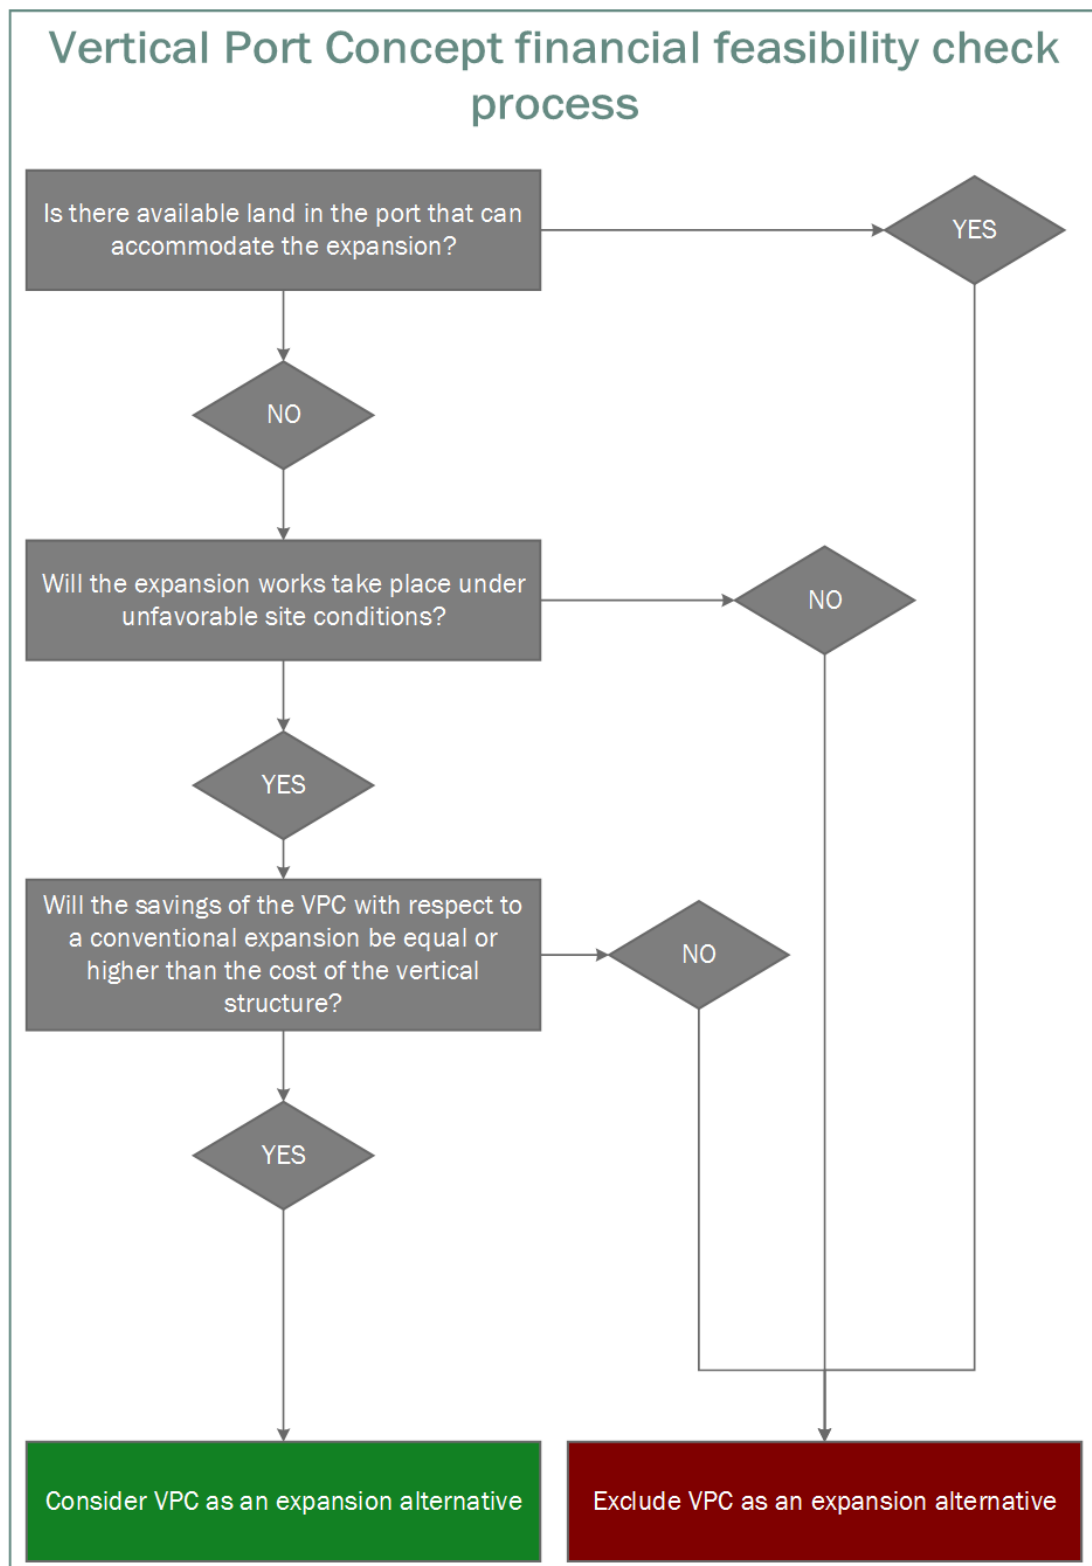 Vertical Port Concept financial feasibility check
process
Is there available land in the port that can
accommodate the expansion?
YES
NO
Will the expansion works take place under
unfavorable site conditions?
NO
YES
Will the savings of the VPC with respect to
a conventional expansion be equal or
higher than the cost of the vertical
structure?
NO
YES
Consider VPC as an expansion alternative
Exclude VPC as an expansion alternative